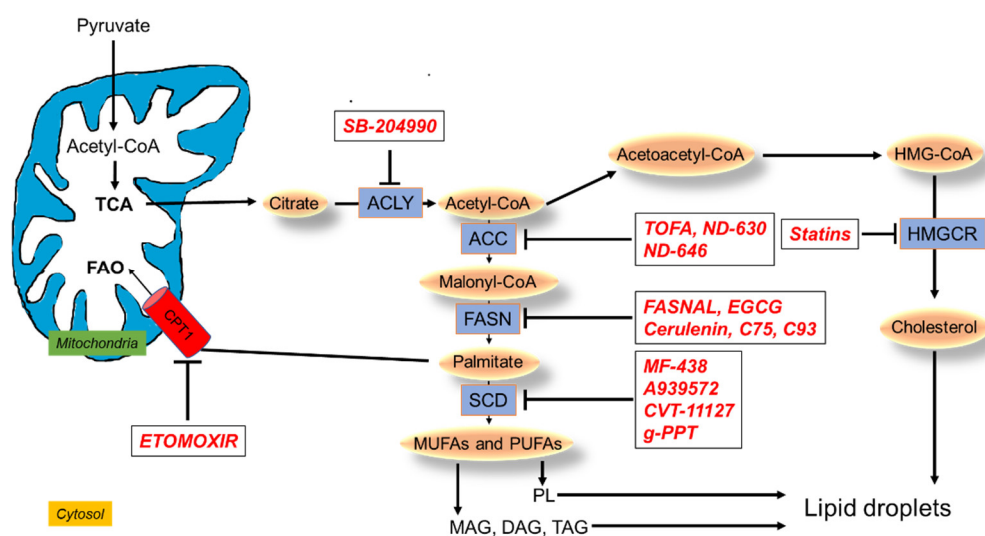 Pyruvate
Acetyl-CoA
TCA
FAO
CPT1
Mitochondria
ETOMOXIR
Cytosol
SB-204990
Citrate
ACLY
Acetyl-CoA
Acetoacetyl-CoA
HMG-CoA
ACC
TOFA, ND-630
ND-646
Statins
HMGCR
Malonyl-CoA
FASN
FASNAL, EGCG
Cerulenin, C75, C93
Cholesterol
Palmitate
SCD
MF-438
A939572
CVT-11127
g-PPT
MUFAs and PUFAs
PL
MAG, DAG, TAG
Lipid droplets